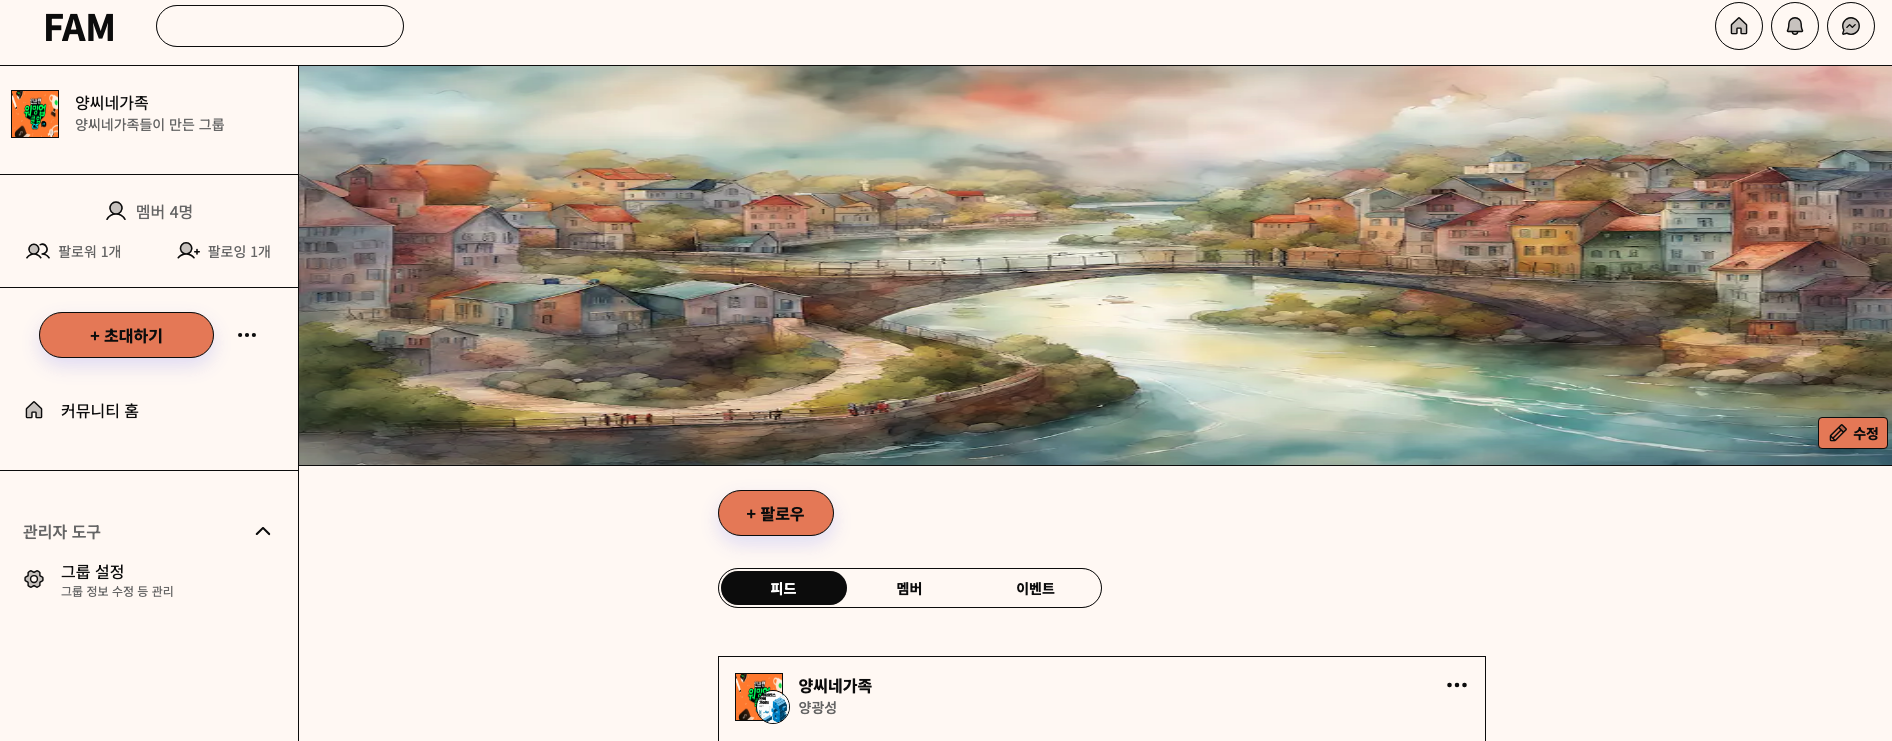 FAM
양씨네가족
양씨네가족들이 만든 그룹
멤버 4명
팔로워 1개
팔로잉 1개
+ 초대하기
커뮤니티 홈
관리자 도구
그룹 설정
그룹 정보 수정 등 관리
수정
+ 팔로우
피드
멤버
이벤트
양씨네가족
양광성